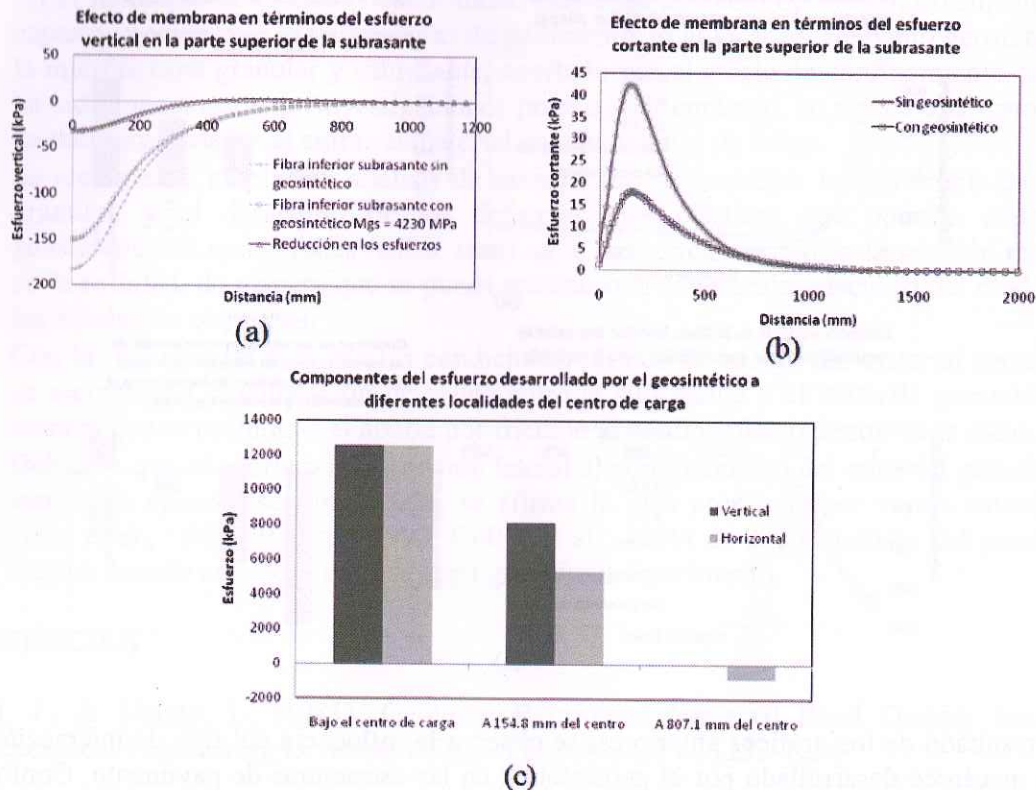 Efecto de membrana en términos del esfuerzo
vertical en la parte superior de la subrasante
Esfuerzo vertical (kPa)
50
0
-50
-100
-150
-200
0
200
400
600
800
1000
1200
Fibra inferior subrasante sin
geosintético
Fibra inferior subrasante con
geosintético Mgs = 4230 MPa
Reducción en los esfuerzos
Distancia (mm)
(a)
Efecto de membrana en términos del esfuerzo
cortante en la parte superior de la subrasante
Esfuerzo cortante (kPa)
45
40
35
30
25
20
15
10
5
0
Sin geosintético
Con geosintético
0
500
1000
1500
2000
Distancia (mm)
(b)
Componentes del esfuerzo desarrollado por el geosintético a
diferentes localidades del centro de carga
Esfuerzo (kPa)
14000
12000
10000
8000
6000
4000
2000
0
-2000
Vertical
Horizontal
Bajo el centro de carga
A 154.8 mm del centro
A 807.1 mm del centro
(c)